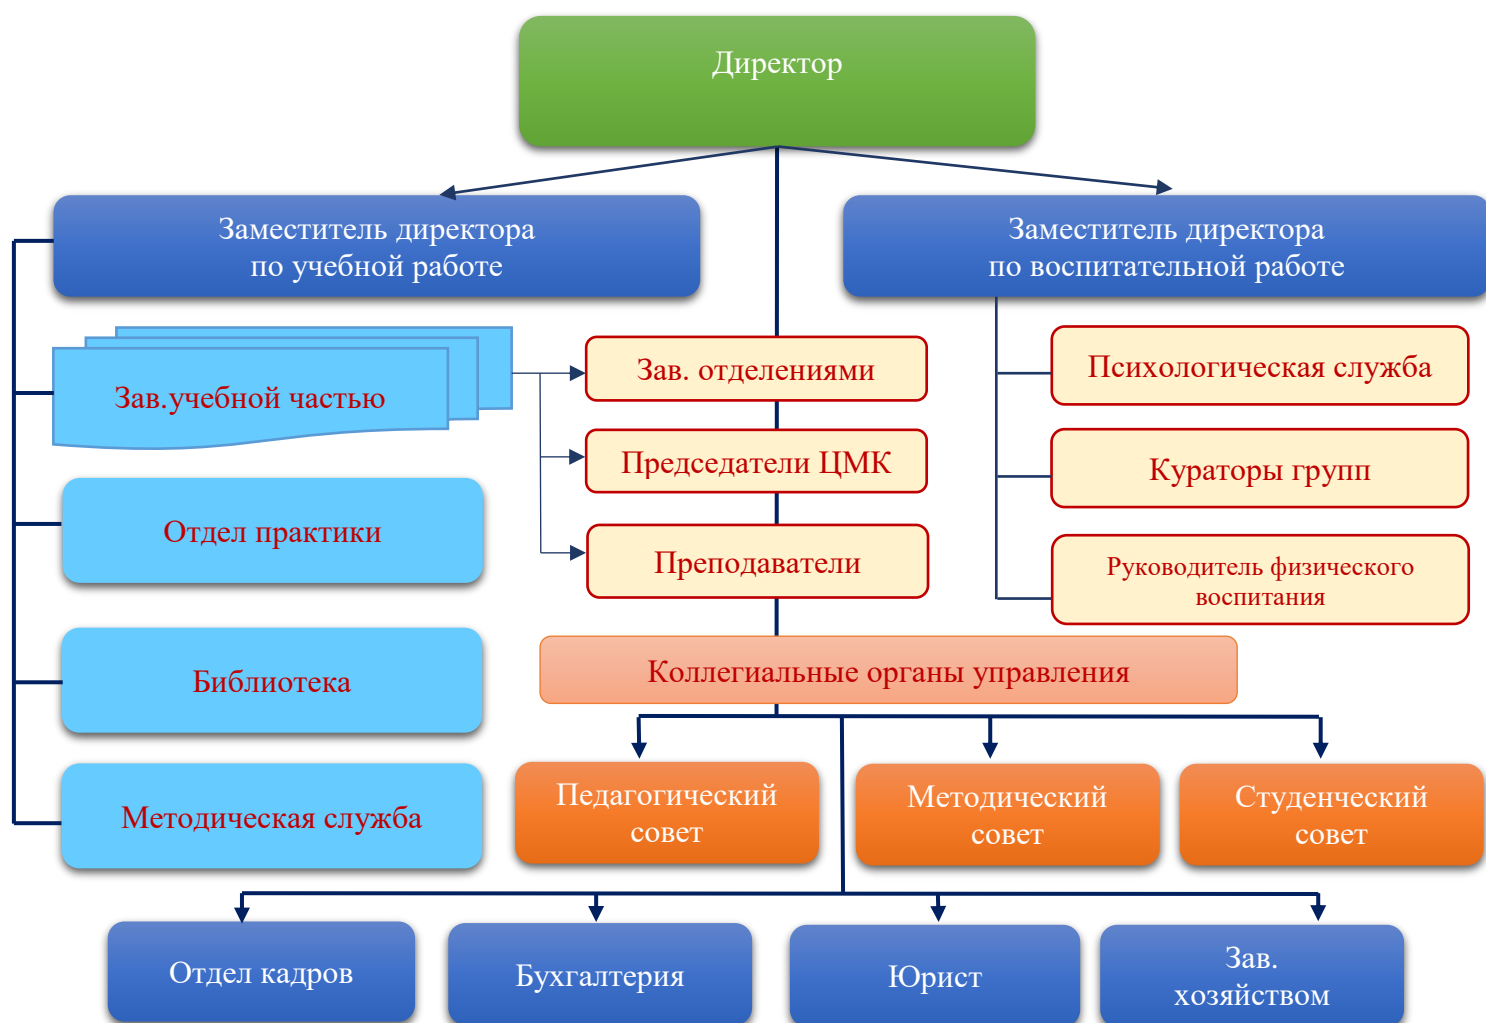 Директор
Заместитель директора
по учебной работе
Заместитель директора
по воспитательной работе
Зав.учебной частью
Отдел практики
Библиотека
Методическая служба
Зав. отделениями
Председатели ЦМК
Преподаватели
Психологическая служба
Кураторы групп
Руководитель физического
воспитания
Коллегиальные органы управления
Педагогический
совет
Методический
совет
Студенческий
совет
Отдел кадров
Бухгалтерия
Юрист
Зав.
хозяйством